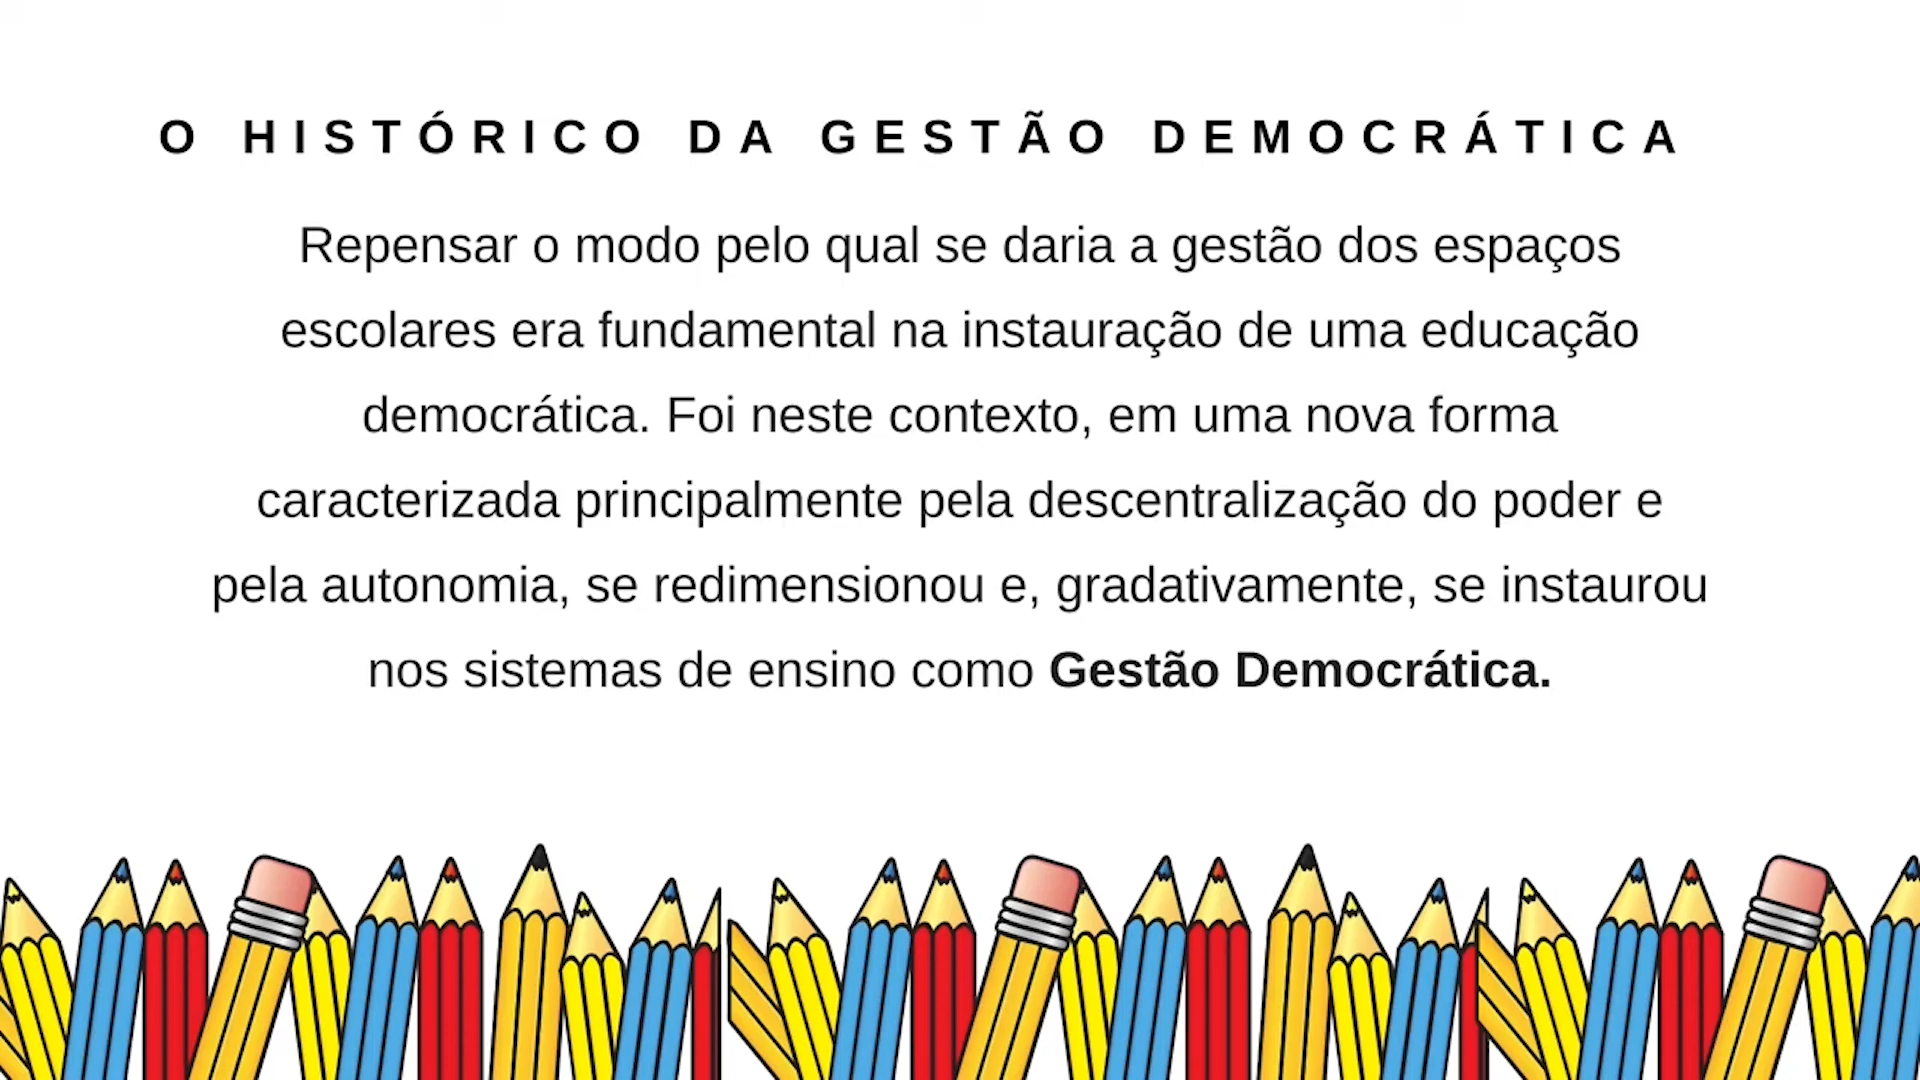 O HISTÓRICO DA GESTÃO DEMOCRÁTICA
Repensar o modo pelo qual se daria a gestão dos espaços
escolares era fundamental na instauração de uma educação
democrática. Foi neste contexto, em uma nova forma
caracterizada principalmente pela descentralização do poder e
pela autonomia, se redimensionou e, gradativamente, se instaurou
nos sistemas de ensino como Gestão Democrática.